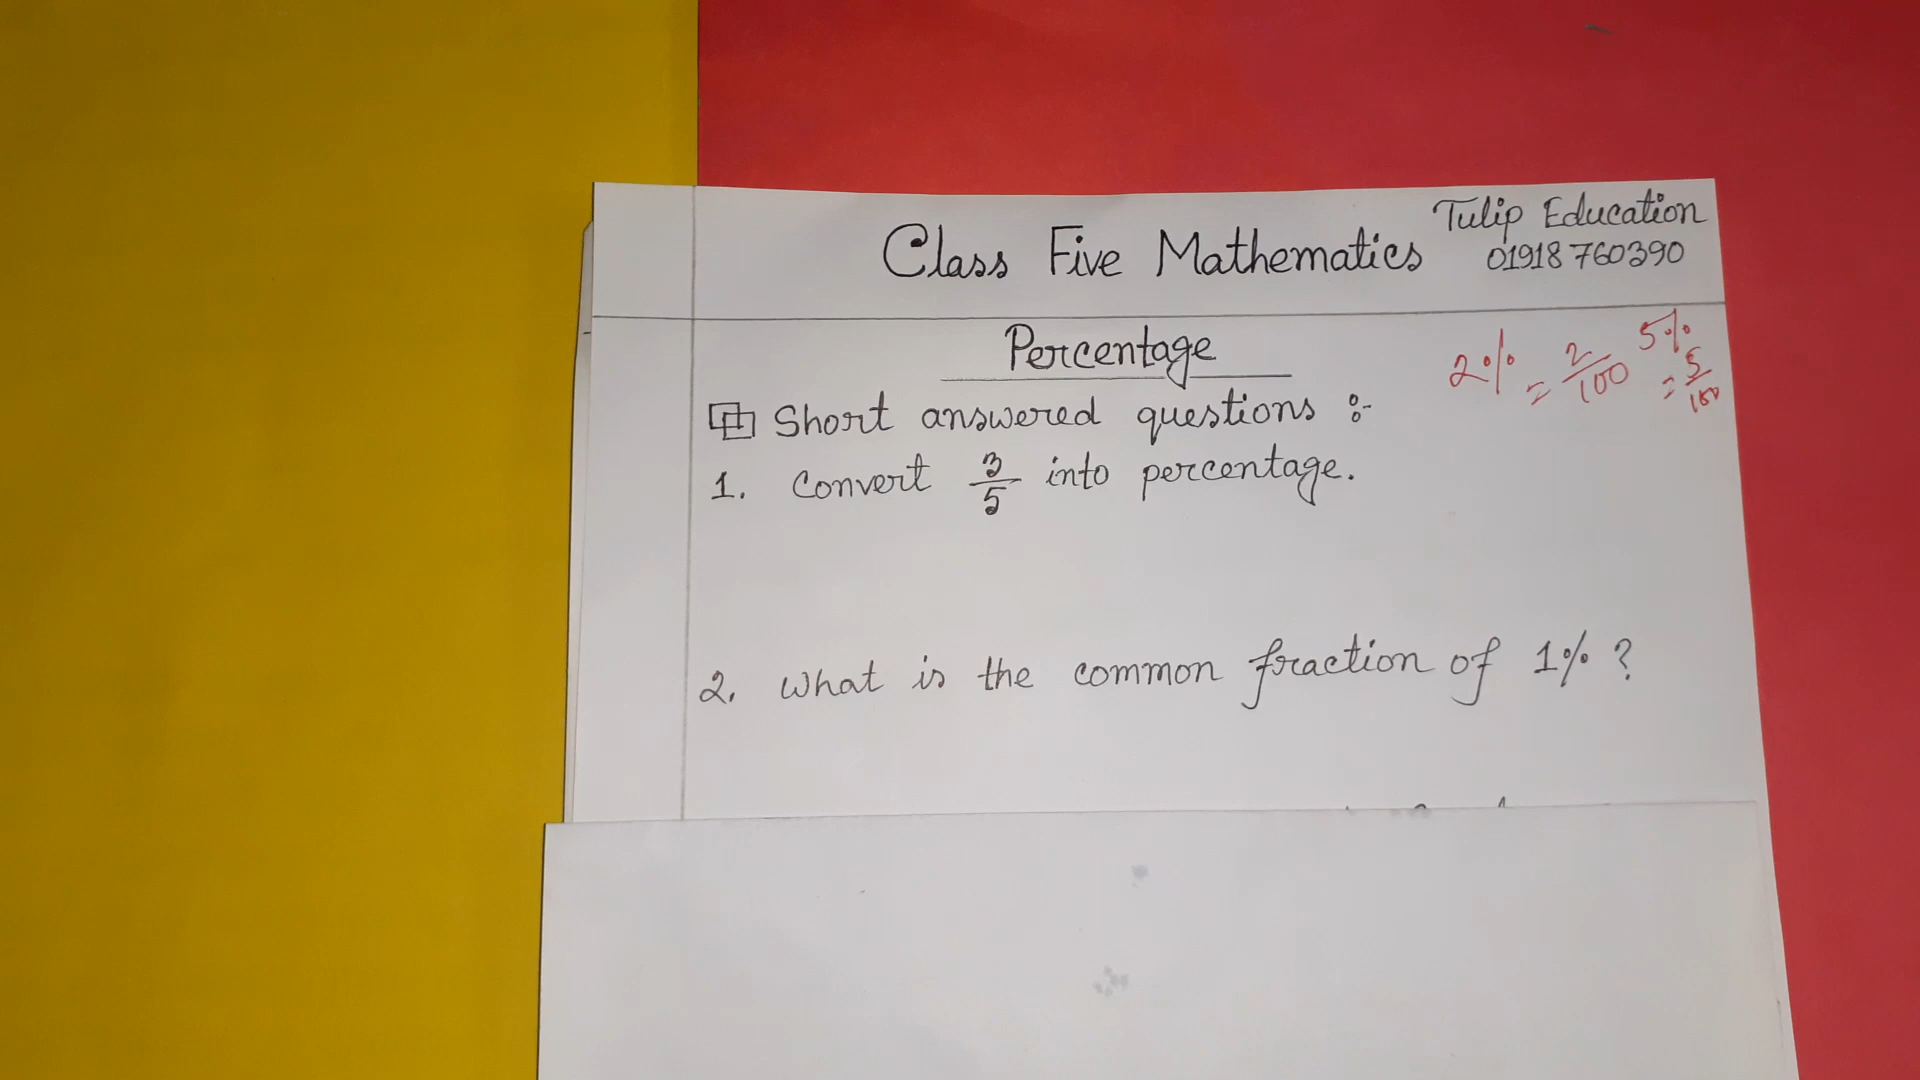 Tulip Education
Class Five Mathematics 01918 760390
Percentage
2% = 2/100 5% = 5/100
Short answered questions :-
1. Convert 3/5 into percentage.
2. What is the common fraction of 1% ?